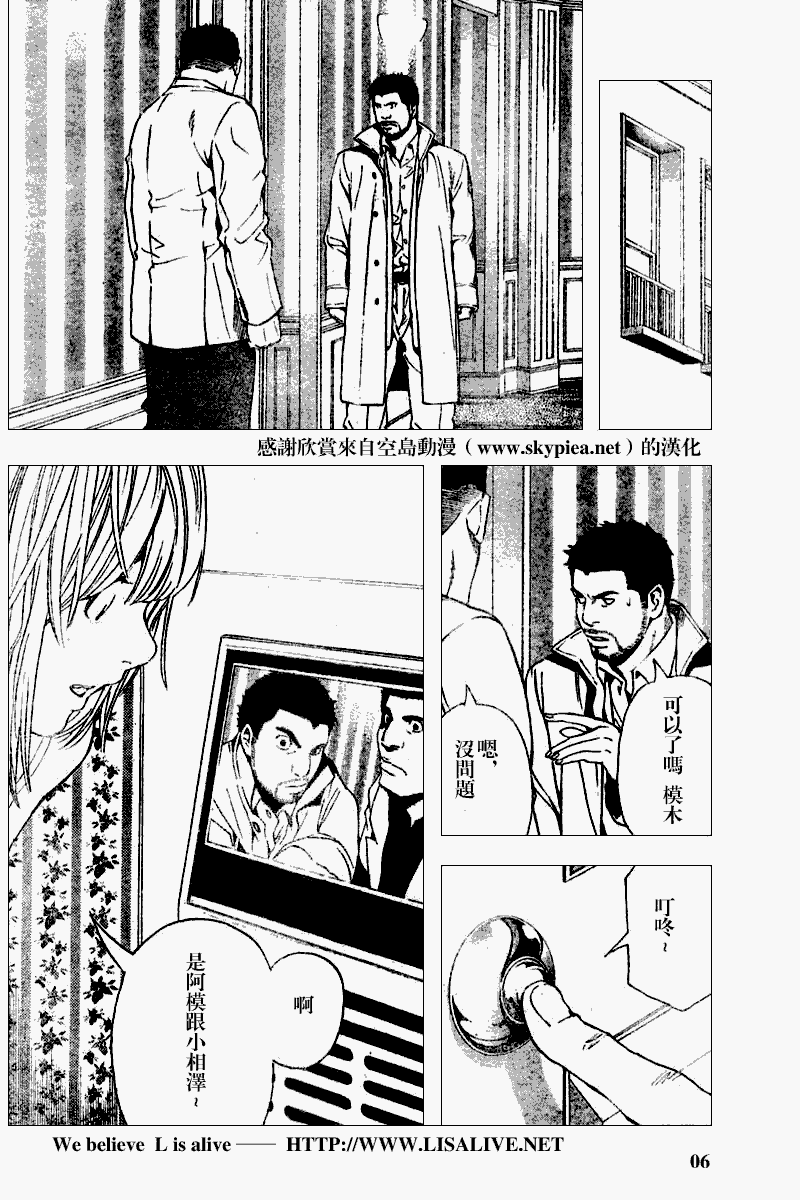 感謝欣賞來自空島動漫（www.skypiea.net）的漢化
可以了嗎 模木
嗯，
沒問題
叮咚~
啊
是阿模跟小相澤~
We believe L is alive —— HTTP://WWW.LISALIVE.NET
06